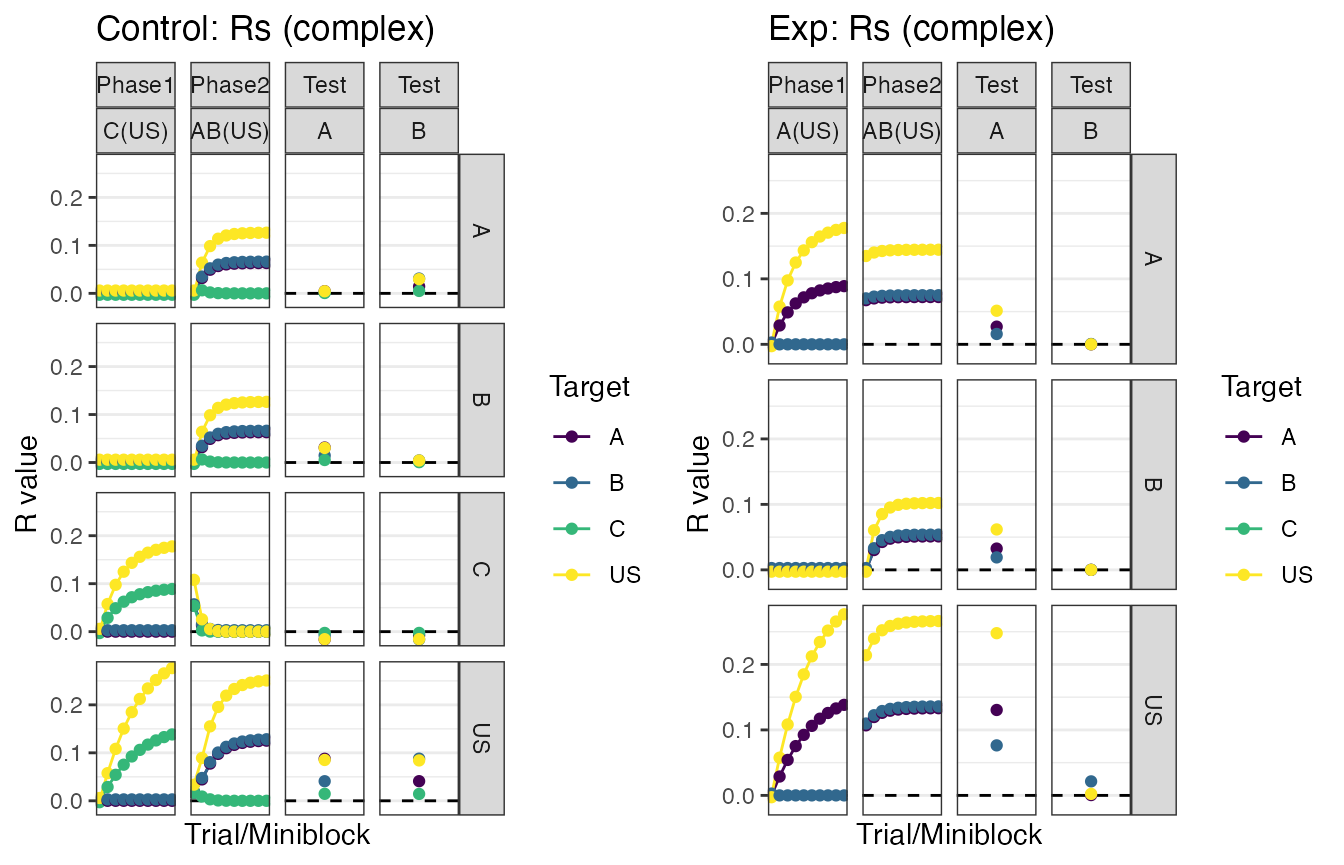 Control: Rs (complex)
Phase1 Phase2 Test Test
C(US) AB(US) A B
0.2
0.1
0.0
A
0.2
0.1
0.0
B
0.2
0.1
0.0
C
0.2
0.1
0.0
US
R value
Trial/Miniblock
Target
A
B
C
US
Exp: Rs (complex)
Phase1 Phase2 Test Test
A(US) AB(US) A B
0.2
0.1
0.0
A
0.2
0.1
0.0
B
0.2
0.1
0.0
US
R value
Trial/Miniblock
Target
A
B
C
US